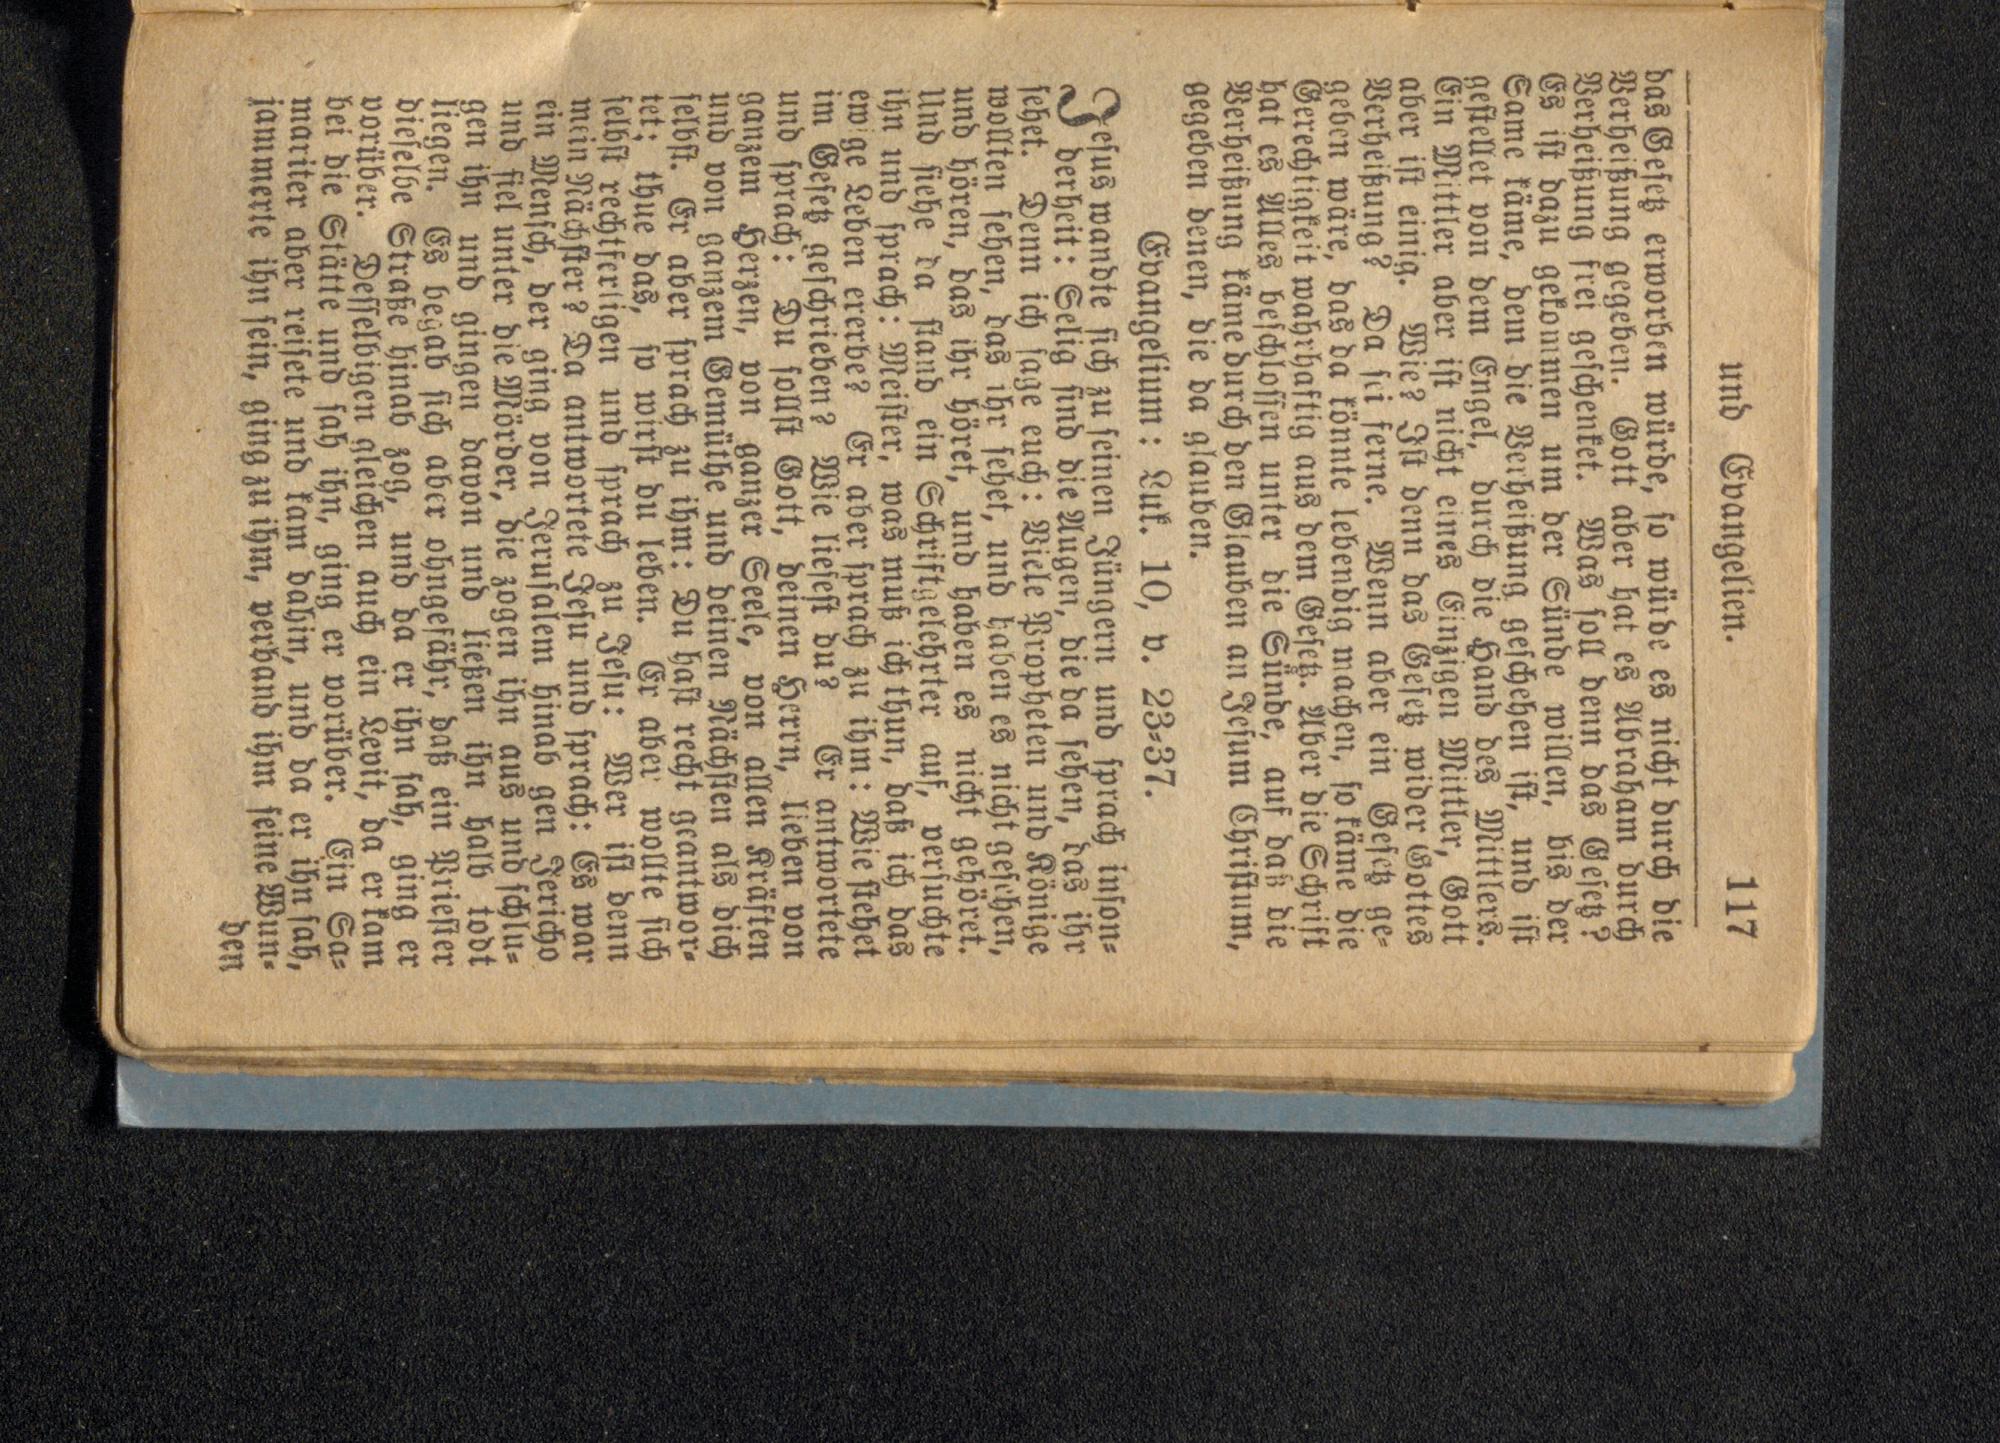 und Evangelien. 117
das Gesetz erworben würde, so würde es nicht durch die
Verheißung gegeben. Gott aber hat es Abraham durch
Verheißung frei geschenket. Was soll denn das Gesetz?
Es ist dazu gekommen um der Sünde willen, bis der
Same käme, dem die Verheißung geschehen ist, und ist
gestellet von dem Engel, durch die Hand des Mittlers.
Ein Mittler aber ist nicht eines Einzigen Mittler, Gott
aber ist einig. Wie? Ist denn das Gesetz wider Gottes
Verheißung? Da sei ferne. Wenn aber ein Gesetz ge-
geben wäre, das da könnte lebendig machen, so käme die
Gerechtigkeit wahrhaftig aus dem Gesetz. Aber die Schrift
hat es Alles beschlossen unter die Sünde, auf daß die
Verheißung käme durch den Glauben an Jesum Christum,
gegeben denen, die da glauben.
Evangelium: Luk. 10, v. 23-37.
Jesus wandte sich zu seinen Jüngern und sprach inson-
derheit: Selig sind die Augen, die da sehen, das ihr
sehet. Denn ich sage euch: Viele Propheten und Könige
wollten sehen, das ihr sehet, und haben es nicht gesehen,
und hören, das ihr höret, und haben es nicht gehöret.
Und siehe da stand ein Schriftgelehrter auf, versuchte
ihn und sprach: Meister, was muß ich thun, daß ich das
ewige Leben ererbe? Er aber sprach zu ihm: Wie stehet
im Gesetz geschrieben? Wie liesest du? Er antwortete
und sprach: Du sollst Gott, deinen Herrn, lieben von
ganzem Herzen, von ganzer Seele, von allen Kräften
und von ganzem Gemüthe und deinen Nächsten als dich
selbst. Er aber sprach zu ihm: Du hast recht geantwor-
tet; thue das, so wirst du leben. Er aber wollte sich
selbst rechtfertigen und sprach zu Jesu: Wer ist denn
mein Nächster? Da antwortete Jesu und sprach: Es war
ein Mensch, der ging von Jerusalem hinab gen Jericho
und fiel unter die Mörder, die zogen ihn aus und schlu-
gen ihn und gingen davon und ließen ihn halb todt
liegen. Es begab sich aber ohngefähr, daß ein Priester
dieselbe Straße hinab zog, und da er ihn sah, ging er
vorüber. Desselbigen gleichen auch ein Levit, da er kam
bei die Stätte und sah ihn, ging er vorüber. Ein Sa-
mariter aber reisete und kam dahin, und da er ihn sah,
jammerte ihn sein, ging zu ihm, verband ihm seine Wun-
den